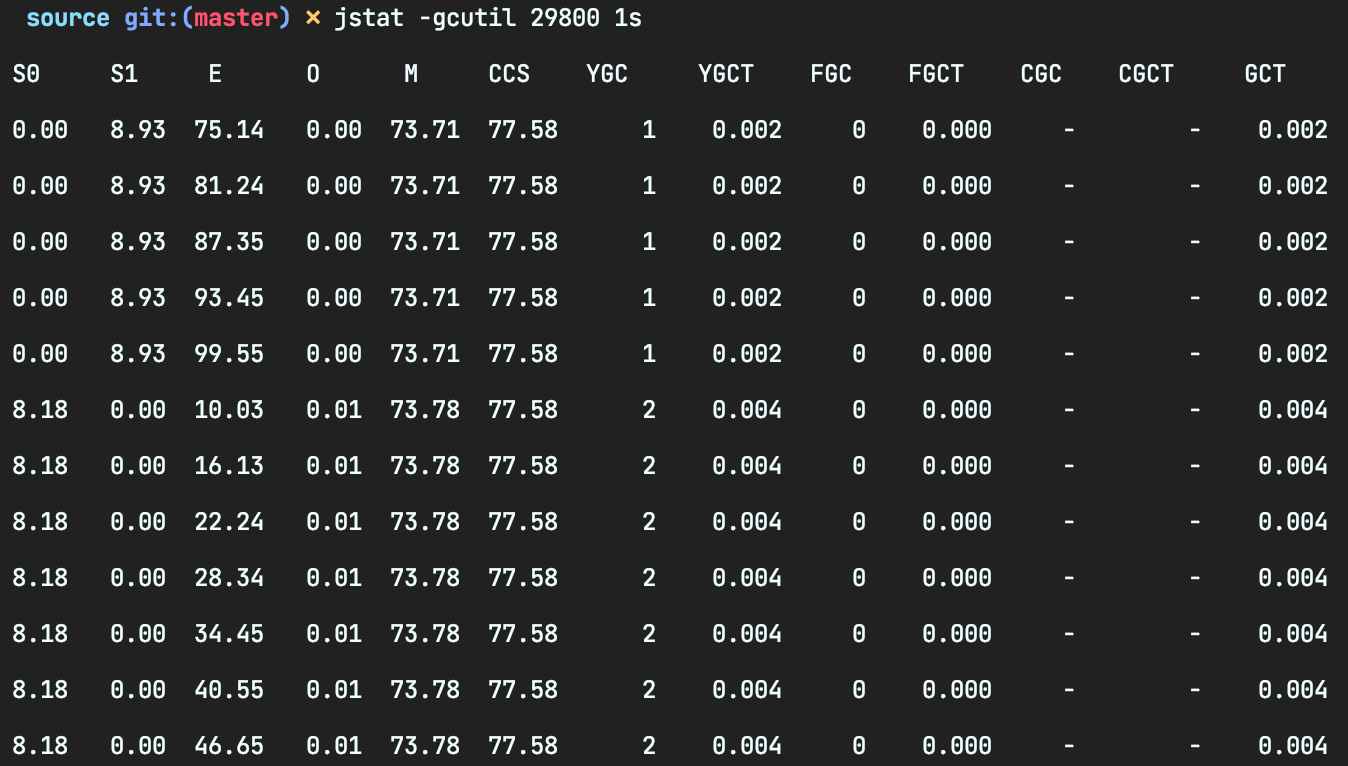 source git:(master) × jstat -gcutil 29800 1s
S0 S1 E O M CCS YGC YGCT FGC FGCT CGC CGCT GCT
0.00 8.93 75.14 0.00 73.71 77.58 1 0.002 0 0.000 - - 0.002
0.00 8.93 81.24 0.00 73.71 77.58 1 0.002 0 0.000 - - 0.002
0.00 8.93 87.35 0.00 73.71 77.58 1 0.002 0 0.000 - - 0.002
0.00 8.93 93.45 0.00 73.71 77.58 1 0.002 0 0.000 - - 0.002
0.00 8.93 99.55 0.00 73.71 77.58 1 0.002 0 0.000 - - 0.002
8.18 0.00 10.03 0.01 73.78 77.58 2 0.004 0 0.000 - - 0.004
8.18 0.00 16.13 0.01 73.78 77.58 2 0.004 0 0.000 - - 0.004
8.18 0.00 22.24 0.01 73.78 77.58 2 0.004 0 0.000 - - 0.004
8.18 0.00 28.34 0.01 73.78 77.58 2 0.004 0 0.000 - - 0.004
8.18 0.00 34.45 0.01 73.78 77.58 2 0.004 0 0.000 - - 0.004
8.18 0.00 40.55 0.01 73.78 77.58 2 0.004 0 0.000 - - 0.004
8.18 0.00 46.65 0.01 73.78 77.58 2 0.004 0 0.000 - - 0.004